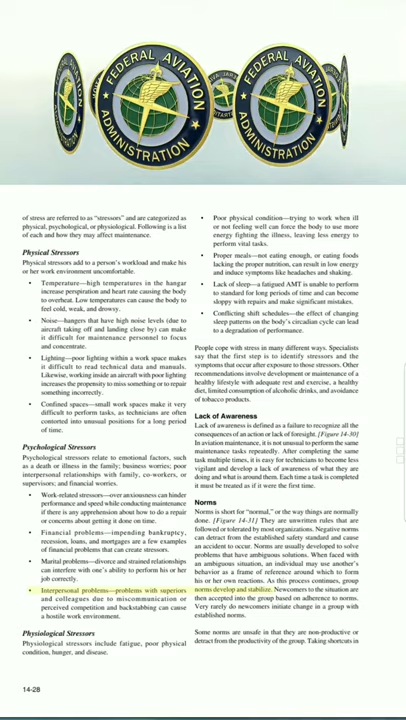 FEDERAL AVIATION
ADMINISTRATION
FEDERAL AVIATION
ADMINISTRATION
of stress are referred to as “stressors” and are categorized as
physical, psychological, or physiological. Following is a list
of each and how they may affect maintenance.
Physical Stressors
Physical stressors add to a person's workload and make his
or her work environment uncomfortable.
• Temperature—high temperatures in the hangar
increase perspiration and heart rate causing the body
to overheat. Low temperatures can cause the body to
feel cold, weak, and drowsy.
• Noise—hangars that have high noise levels (due to
aircraft taking off and landing close by) can make
it difficult for maintenance personnel to focus
and concentrate.
• Lighting—poor lighting within a work space makes
it difficult to read technical data and manuals.
Likewise, working inside an aircraft with poor lighting
increases the propensity to miss something or to repair
something incorrectly.
• Confined spaces—small work spaces make it very
difficult to perform tasks, as technicians are often
contorted into unusual positions for a long period
of time.
Psychological Stressors
Psychological stressors relate to emotional factors, such
as a death or illness in the family; business worries; poor
interpersonal relationships with family, co-workers, or
supervisors; and financial worries.
• Work-related stressors—over anxiousness can hinder
performance and speed while conducting maintenance
if there is any apprehension about how to do a repair
or concerns about getting it done on time.
• Financial problems—impending bankruptcy,
recession, loans, and mortgages are a few examples
of financial problems that can create stressors.
• Marital problems—divorce and strained relationships
can interfere with one's ability to perform his or her
job correctly.
• Interpersonal problems—problems with superiors
and colleagues due to miscommunication or
perceived competition and backstabbing can cause
a hostile work environment.
Physiological Stressors
Physiological stressors include fatigue, poor physical
condition, hunger, and disease.
• Poor physical condition—trying to work when ill
or not feeling well can force the body to use more
energy fighting the illness, leaving less energy to
perform vital tasks.
• Proper meals—not eating enough, or eating foods
lacking the proper nutrition, can result in low energy
and induce symptoms like headaches and shaking.
• Lack of sleep—a fatigued AMT is unable to perform
to standard for long periods of time and can become
sloppy with repairs and make significant mistakes.
• Conflicting shift schedules—the effect of changing
sleep patterns on the body's circadian cycle can lead
to a degradation of performance.
People cope with stress in many different ways. Specialists
say that the first step is to identify stressors and the
symptoms that occur after exposure to those stressors. Other
recommendations involve development or maintenance of a
healthy lifestyle with adequate rest and exercise, a healthy
diet, limited consumption of alcoholic drinks, and avoidance
of tobacco products.
Lack of Awareness
Lack of awareness is defined as a failure to recognize all the
consequences of an action or lack of foresight. [Figure 14-30]
In aviation maintenance, it is not unusual to perform the same
maintenance tasks repeatedly. After completing the same
task multiple times, it is easy for technicians to become less
vigilant and develop a lack of awareness of what they are
doing and what is around them. Each time a task is completed
it must be treated as if it were the first time.
Norms
Norms is short for “normal,” or the way things are normally
done. [Figure 14-31] They are unwritten rules that are
followed or tolerated by most organizations. Negative norms
can detract from the established safety standard and cause
an accident to occur. Norms are usually developed to solve
problems that have ambiguous solutions. When faced with
an ambiguous situation, an individual may use another's
behavior as a frame of reference around which to form
his or her own reactions. As this process continues, group
norms develop and stabilize. Newcomers to the situation are
then accepted into the group based on adherence to norms.
Very rarely do newcomers initiate change in a group with
established norms.
Some norms are unsafe in that they are non-productive or
detract from the productivity of the group. Taking shortcuts in
14-28